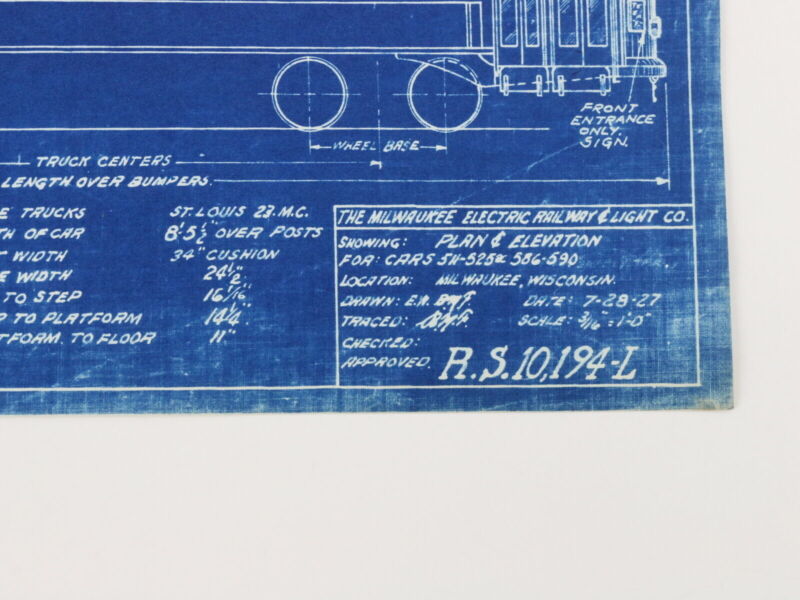 FRONT
ENTRANCE
ONLY.
SIGN.
WHEEL BASE
TRUCK CENTERS
LENGTH OVER BUMPERS.
TRUCKS ST. LOUIS 23. M.C.
OF CAR 8'-5½" OVER POSTS
WIDTH 34" CUSHION
WIDTH 24½"
TO STEP
TO PLATFORM 14¼"
TO FLOOR 11"
THE MILWAUKEE ELECTRIC RAILWAY & LIGHT CO.
SHOWING: PLAN & ELEVATION
FOR: CARS 511-525 & 586-590
LOCATION: MILWAUKEE, WISCONSIN.
DRAWN: E.W. DATE: 7-28-27
TRACED: SCALE: 3/16" = 1'-0"
CHECKED:
APPROVED. R.S.10,194-L